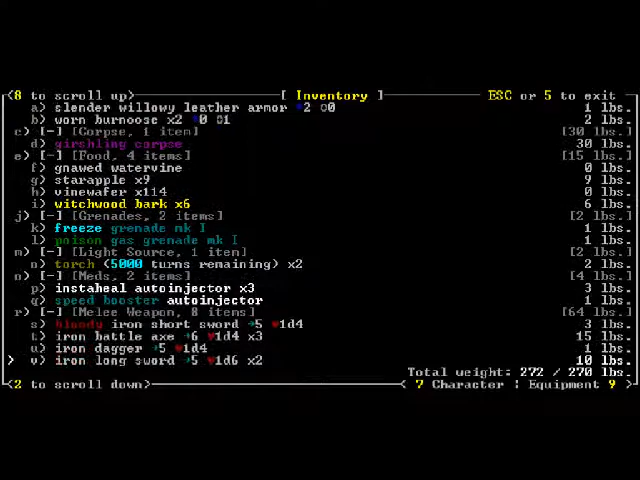 <8 to scroll up> [ Inventory ] ESC or 5 to exit
a) slender willowy leather armor ♦2 ○0 1 lbs.
b) worn burnoose x2 ♦0 ○1 2 lbs.
c) [-] [Corpse, 1 item] [30 lbs.]
d) girshling corpse 30 lbs.
e) [-] [Food, 4 items] [15 lbs.]
f) gnawed watervine 0 lbs.
g) starapple x9 9 lbs.
h) vinewafer x114 0 lbs.
i) witchwood bark x6 6 lbs.
j) [-] [Grenades, 2 items] [2 lbs.]
k) freeze grenade mk I 1 lbs.
l) poison gas grenade mk I 1 lbs.
m) [-] [Light Source, 1 item] [2 lbs.]
n) torch (5000 turns remaining) x2 2 lbs.
o) [-] [Meds, 2 items] [4 lbs.]
p) instaheal autoinjector x3 3 lbs.
q) speed booster autoinjector 1 lbs.
r) [-] [Melee Weapon, 8 items] [64 lbs.]
s) bloody iron short sword →5 ♥1d4 3 lbs.
t) iron battle axe →6 ♥1d4 x3 15 lbs.
u) iron dagger →5 ♥1d4 1 lbs.
> v) iron long sword →5 ♥1d6 x2 10 lbs.
Total weight: 272 / 270 lbs.
<2 to scroll down> < 7 Character | Equipment 9 >